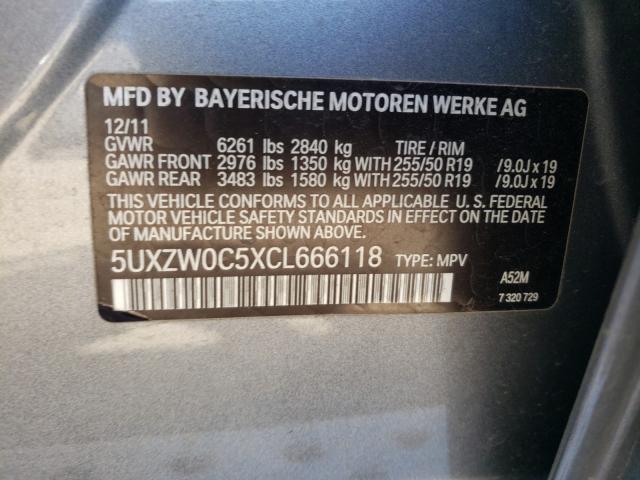 MFD BY BAYERISCHE MOTOREN WERKE AG
12/11
GVWR 6261 lbs 2840 kg TIRE / RIM
GAWR FRONT 2976 lbs 1350 kg WITH 255/50 R19 /9.0J x 19
GAWR REAR 3483 lbs 1580 kg WITH 255/50 R19 /9.0J x 19
THIS VEHICLE CONFORMS TO ALL APPLICABLE U. S. FEDERAL
MOTOR VEHICLE SAFETY STANDARDS IN EFFECT ON THE
DATE OF MANUFACTURE SHOWN ABOVE.
5UXZW0C5XCL666118 TYPE: MPV
A52M
7 320 729